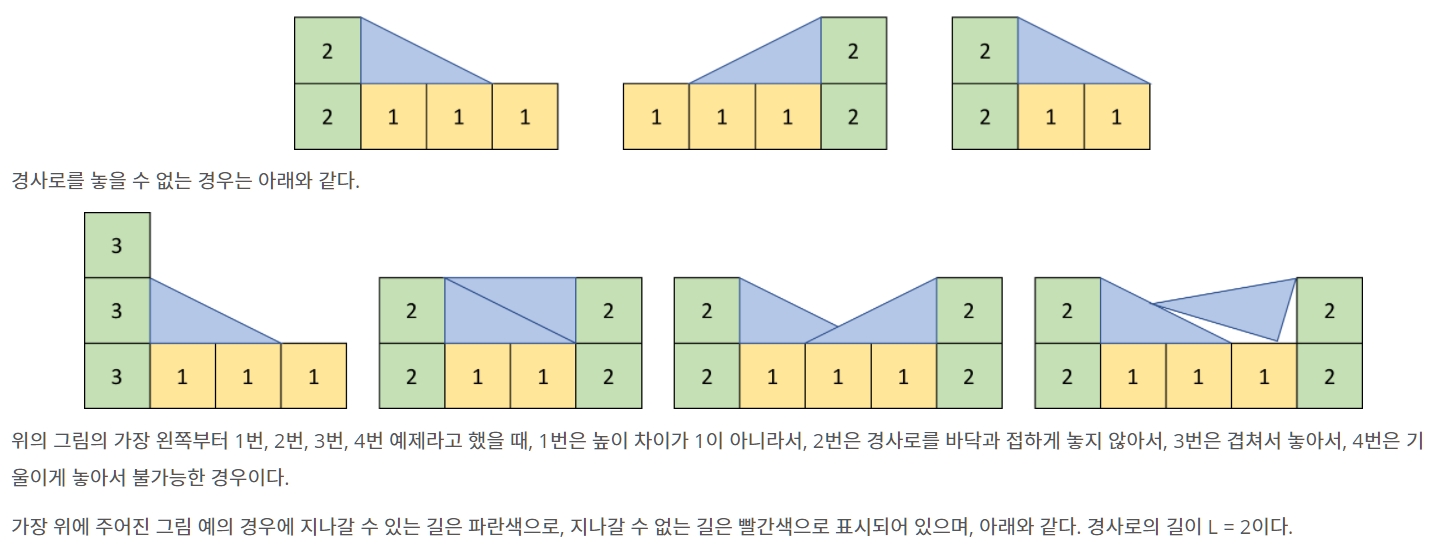 2 2 2
2 1 1 1 1 1 1 2 2 1 1
경사로를 놓을 수 없는 경우는 아래와 같다.
3
3 2 2 2 2 2 2
3 1 1 1 2 1 1 2 2 1 1 1 2 2 1 1 1 2
위의 그림의 가장 왼쪽부터 1번, 2번, 3번, 4번 예제라고 했을 때, 1번은 높이 차이가 1이 아니라서, 2번은 경사로를 바닥과 접하게 놓지 않아서, 3번은 겹쳐서 놓아서, 4번은 기
울이게 놓아서 불가능한 경우이다.
가장 위에 주어진 그림 예의 경우에 지나갈 수 있는 길은 파란색으로, 지나갈 수 없는 길은 빨간색으로 표시되어 있으며, 아래와 같다. 경사로의 길이 L = 2이다.